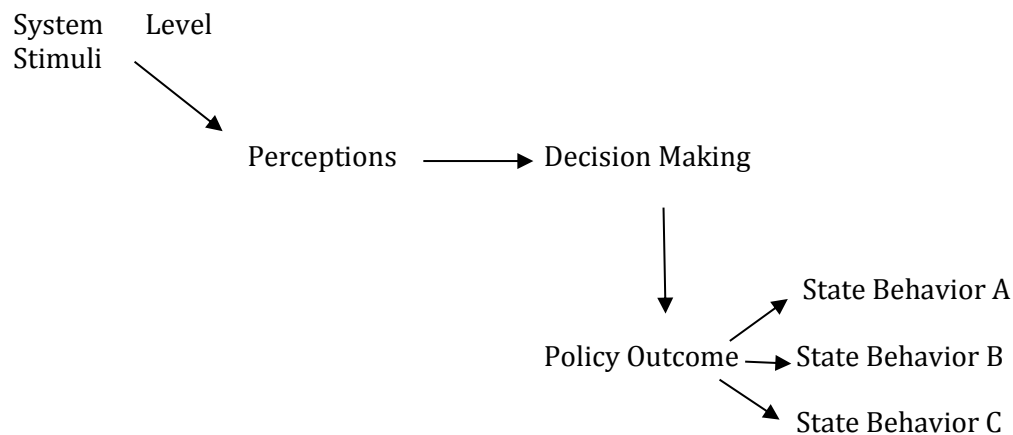 System Level
Stimuli
Perceptions
Decision Making
State Behavior A
Policy Outcome
State Behavior B
State Behavior C